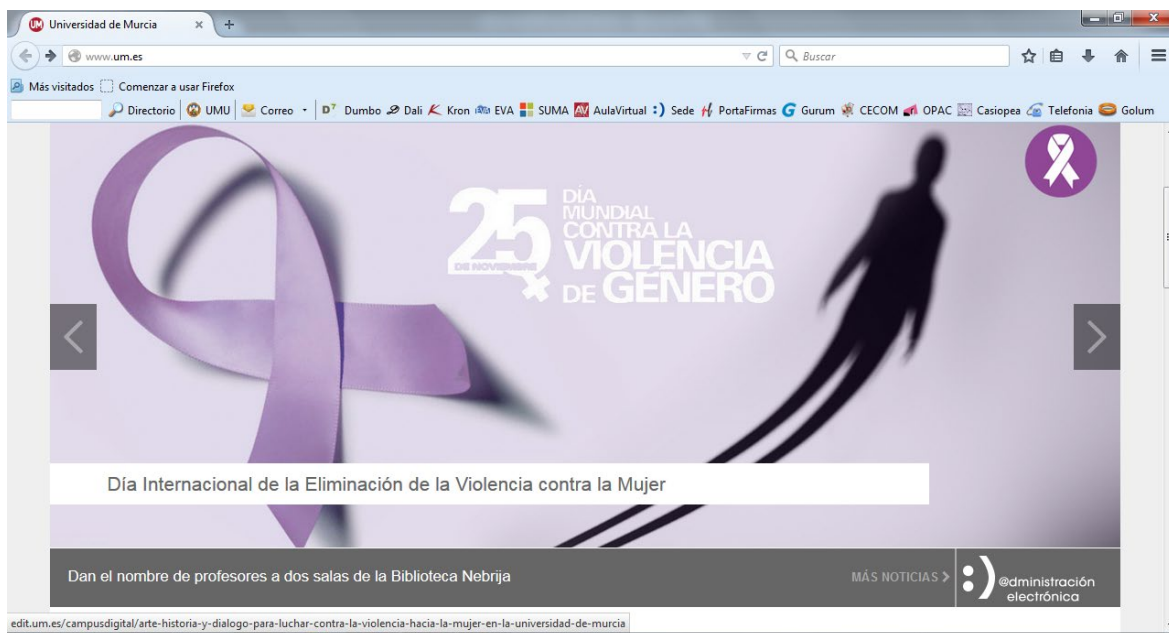 UM Universidad de Murcia
www.um.es
Buscar
Más visitados Comenzar a usar Firefox
Directorio UMU Correo D7 Dumbo Dali Kron EVA SUMA AV AulaVirtual :) Sede PortaFirmas G Gurum CECOM OPAC Casiopea Telefonia Golum
25
DE NOVIEMBRE
DÍA
MUNDIAL
CONTRA LA
VIOLENCIA
DE GÉNERO
Día Internacional de la Eliminación de la Violencia contra la Mujer
Dan el nombre de profesores a dos salas de la Biblioteca Nebrija
MÁS NOTICIAS >
:) @dministración
electrónica
edit.um.es/campusdigital/arte-historia-y-dialogo-para-luchar-contra-la-violencia-hacia-la-mujer-en-la-universidad-de-murcia